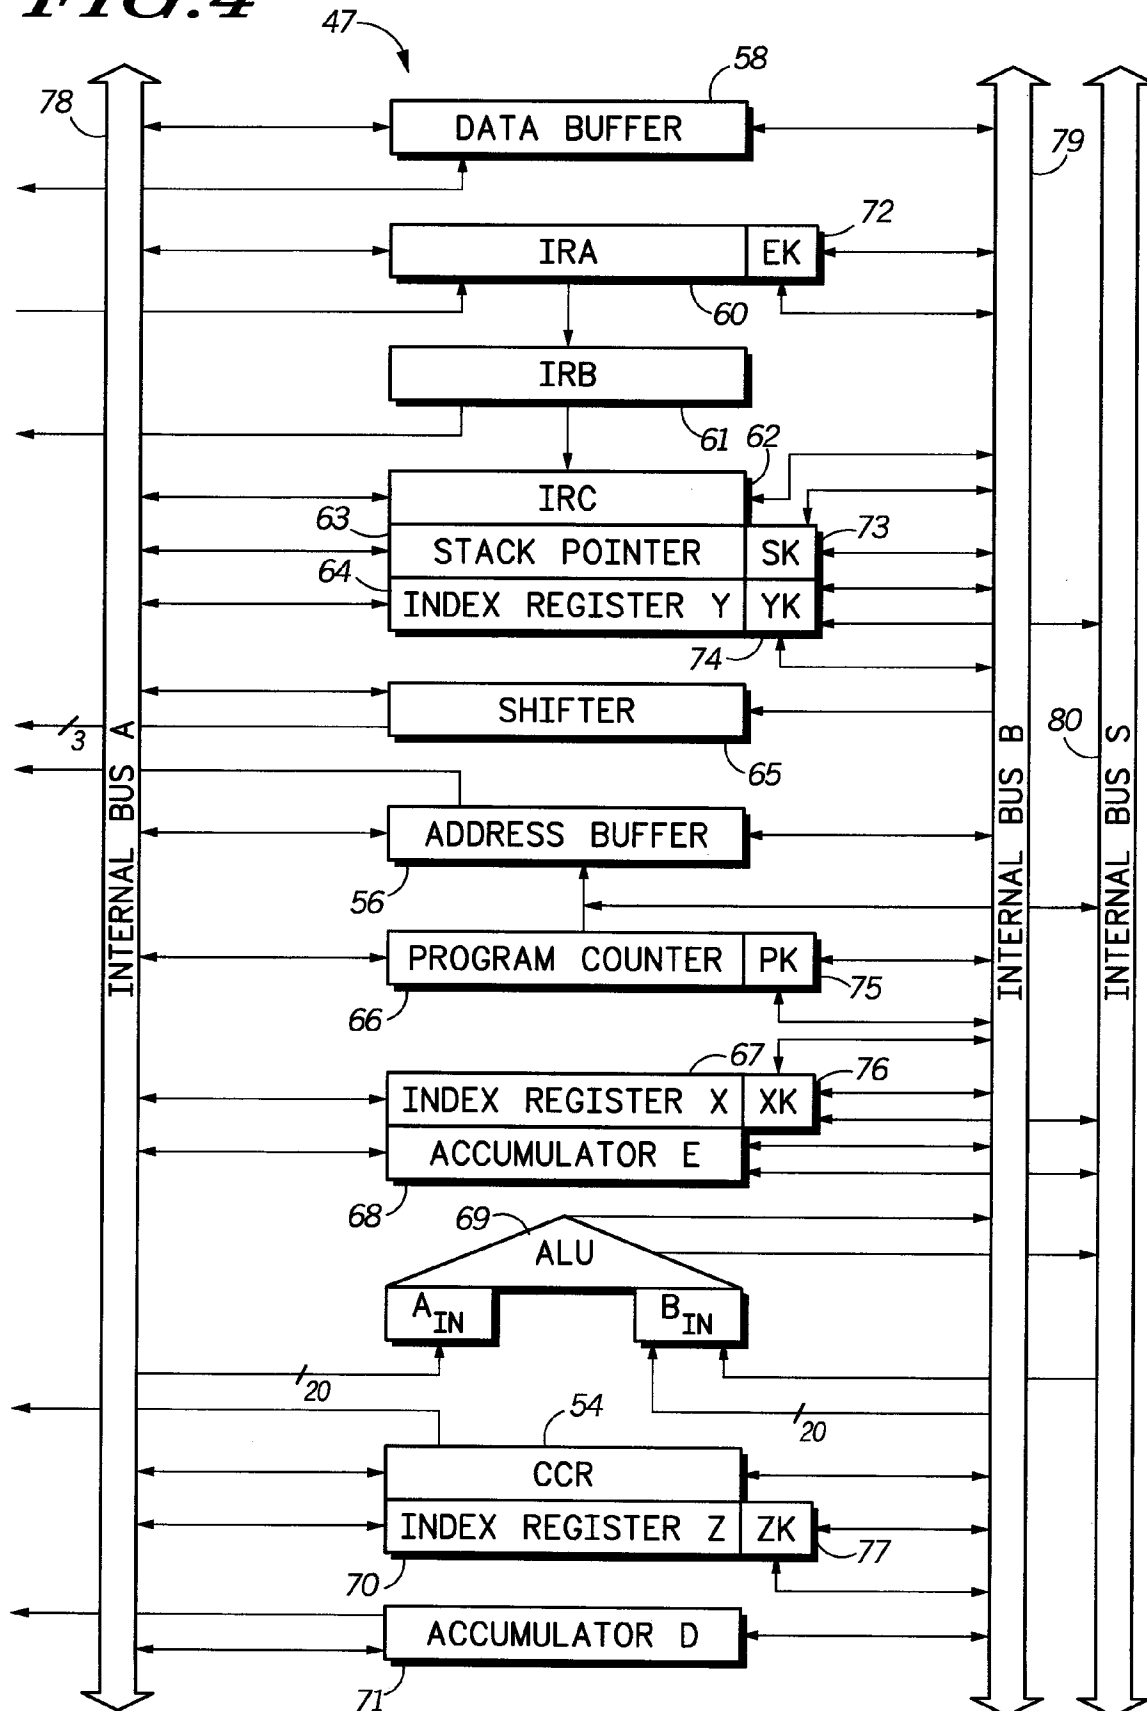 FIG.4
47
58
78
DATA BUFFER
79
72
IRA EK
60
IRB
61
62
IRC
63
73
STACK POINTER SK
64
INDEX REGISTER Y YK
74
SHIFTER
3
80
65
INTERNAL BUS A
INTERNAL BUS B
INTERNAL BUS S
ADDRESS BUFFER
56
PROGRAM COUNTER PK
75
66
67
76
INDEX REGISTER X XK
ACCUMULATOR E
68
69
ALU
AIN BIN
20
20
54
CCR
INDEX REGISTER Z ZK
77
70
ACCUMULATOR D
71